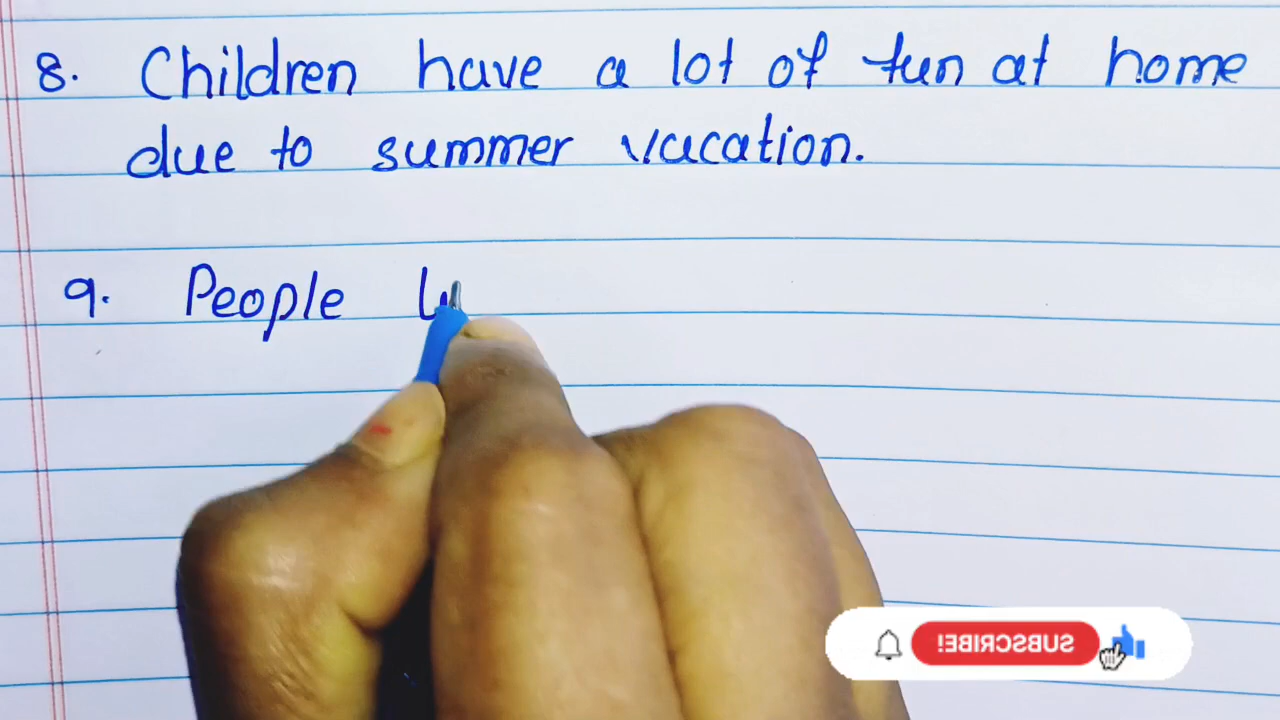 8. Children have a lot of fun at home
due to summer vacation.
9. People
SUBSCRIBE!